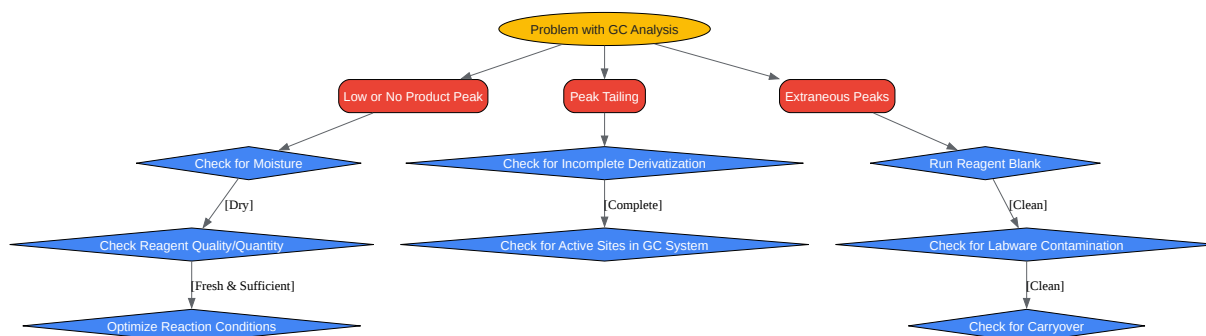 Problem with GC Analysis
Low or No Product Peak
Peak Tailing
Extraneous Peaks
Check for Moisture
Check for Incomplete Derivatization
Run Reagent Blank
[Dry]
[Complete]
[Clean]
Check Reagent Quality/Quantity
Check for Active Sites in GC System
Check for Labware Contamination
[Fresh & Sufficient]
[Clean]
Optimize Reaction Conditions
Check for Carryover